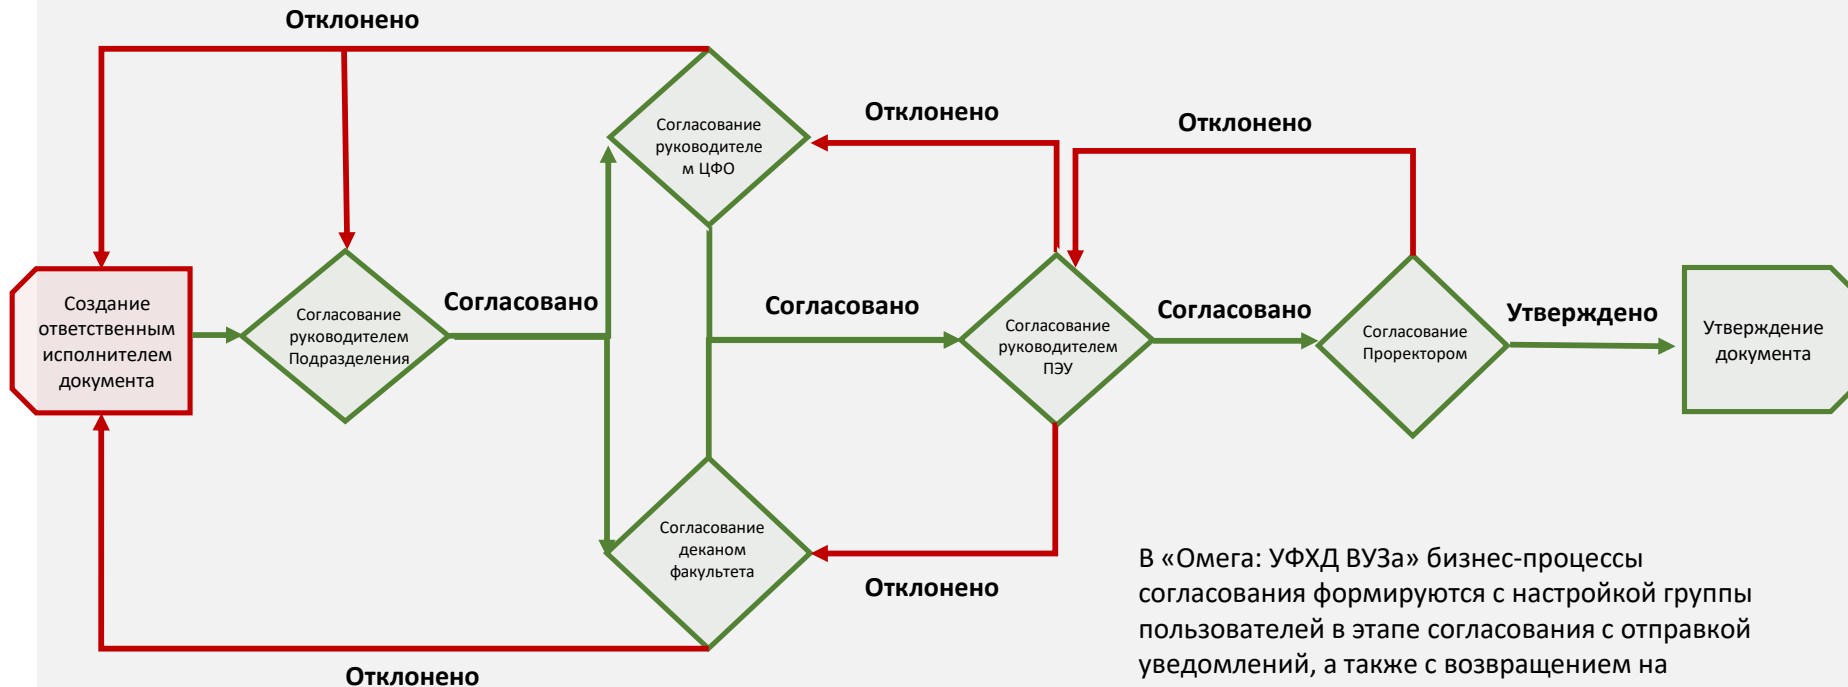 Отклонено
Согласование
руководителе
м ЦФО
Отклонено
Отклонено
Создание
ответственным
исполнителем
документа
Согласование
руководителем
Подразделения
Согласовано
Согласовано
Согласование
руководителем
ПЭУ
Согласовано
Согласование
Проректором
Утверждено
Утверждение
документа
Согласование
деканом
факультета
Отклонено
Отклонено
В «Омега: УФХД ВУЗа» бизнес-процессы
согласования формируются с настройкой группы
пользователей в этапе согласования с отправкой
уведомлений, а также с возвращением на